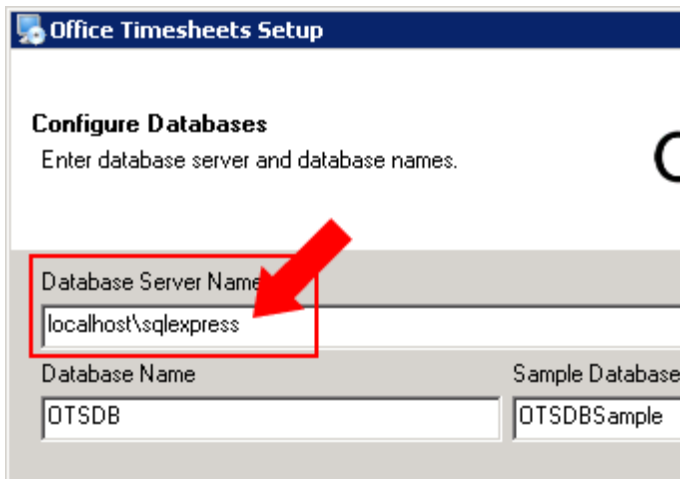 Office Timesheets Setup
Configure Databases
Enter database server and database names.
Database Server Name
localhost\sqlexpress
Database Name
Sample Database
OTSDB
OTSDBSample